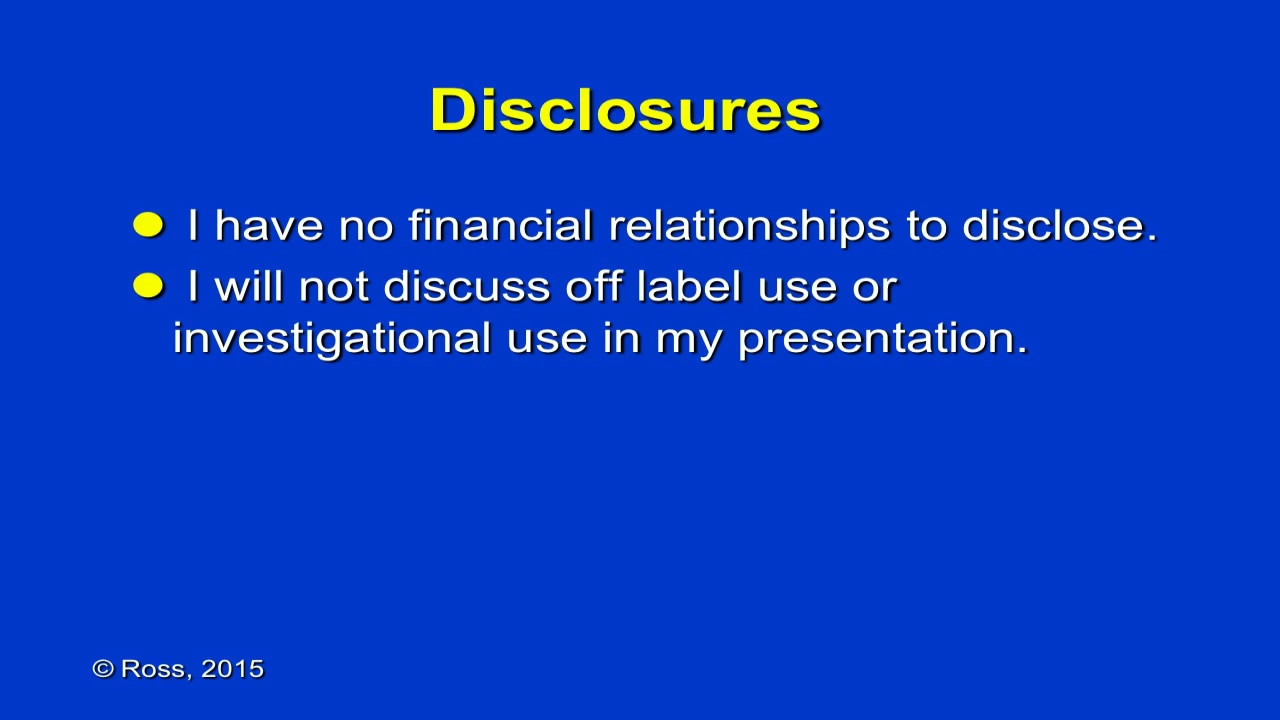 Disclosures
I have no financial relationships to disclose.
I will not discuss off label use or
investigational use in my presentation.
© Ross, 2015